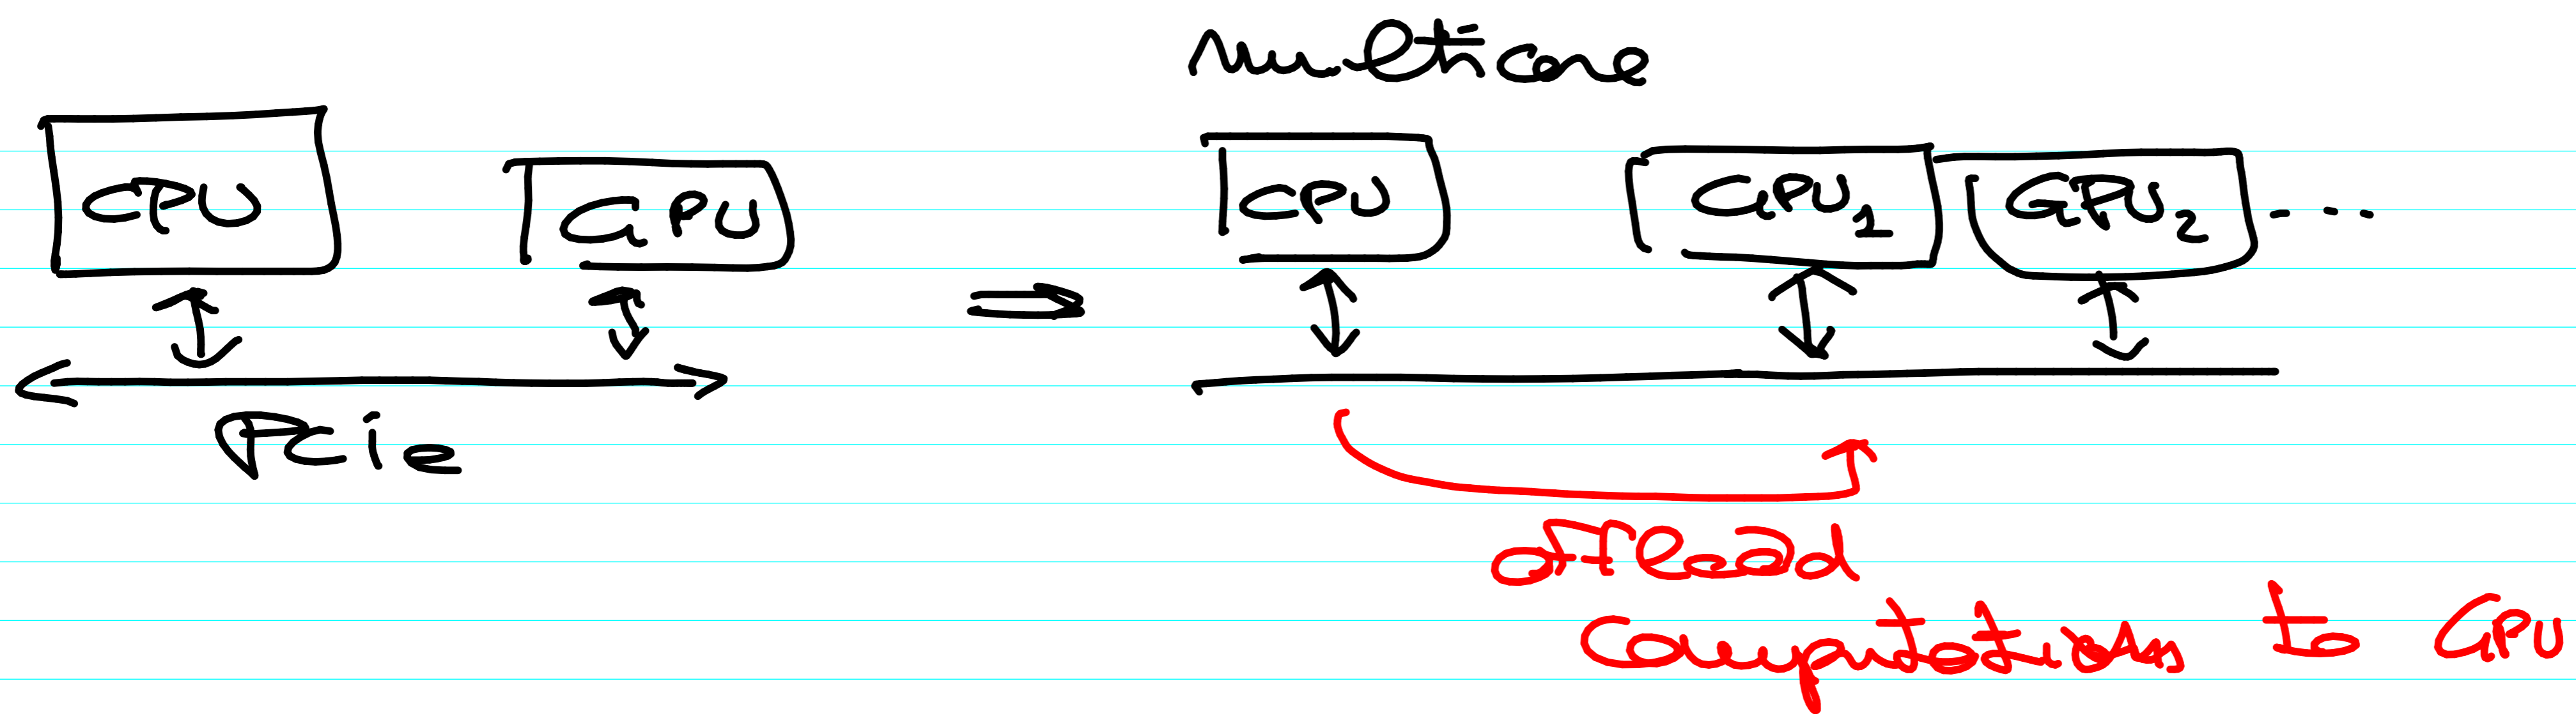 multicore
CPU
GPU
CPU
GPU1
GPU2 ....
PCie
offload
Computations to GPU